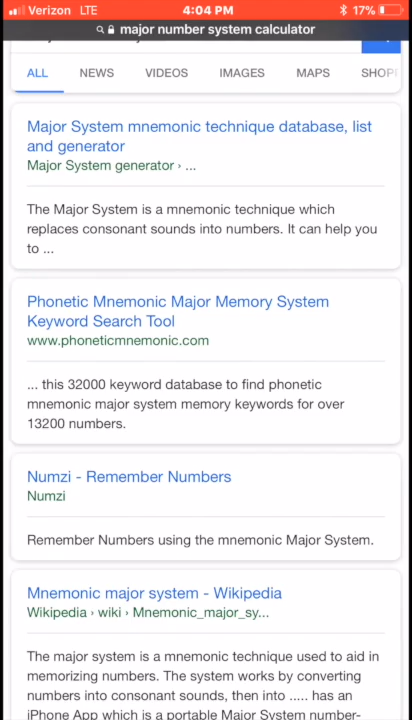 Verizon LTE 4:04 PM 17%
major number system calculator
ALL NEWS VIDEOS IMAGES MAPS SHOP
Major System mnemonic technique database, list
and generator
Major System generator › ...
The Major System is a mnemonic technique which
replaces consonant sounds into numbers. It can help you
to ...
Phonetic Mnemonic Major Memory System
Keyword Search Tool
www.phoneticmnemonic.com
... this 32000 keyword database to find phonetic
mnemonic major system memory keywords for over
13200 numbers.
Numzi - Remember Numbers
Numzi
Remember Numbers using the mnemonic Major System.
Mnemonic major system - Wikipedia
Wikipedia › wiki › Mnemonic_major_sy...
The major system is a mnemonic technique used to aid in
memorizing numbers. The system works by converting
numbers into consonant sounds, then into ..... has an
iPhone App which is a portable Major System number-